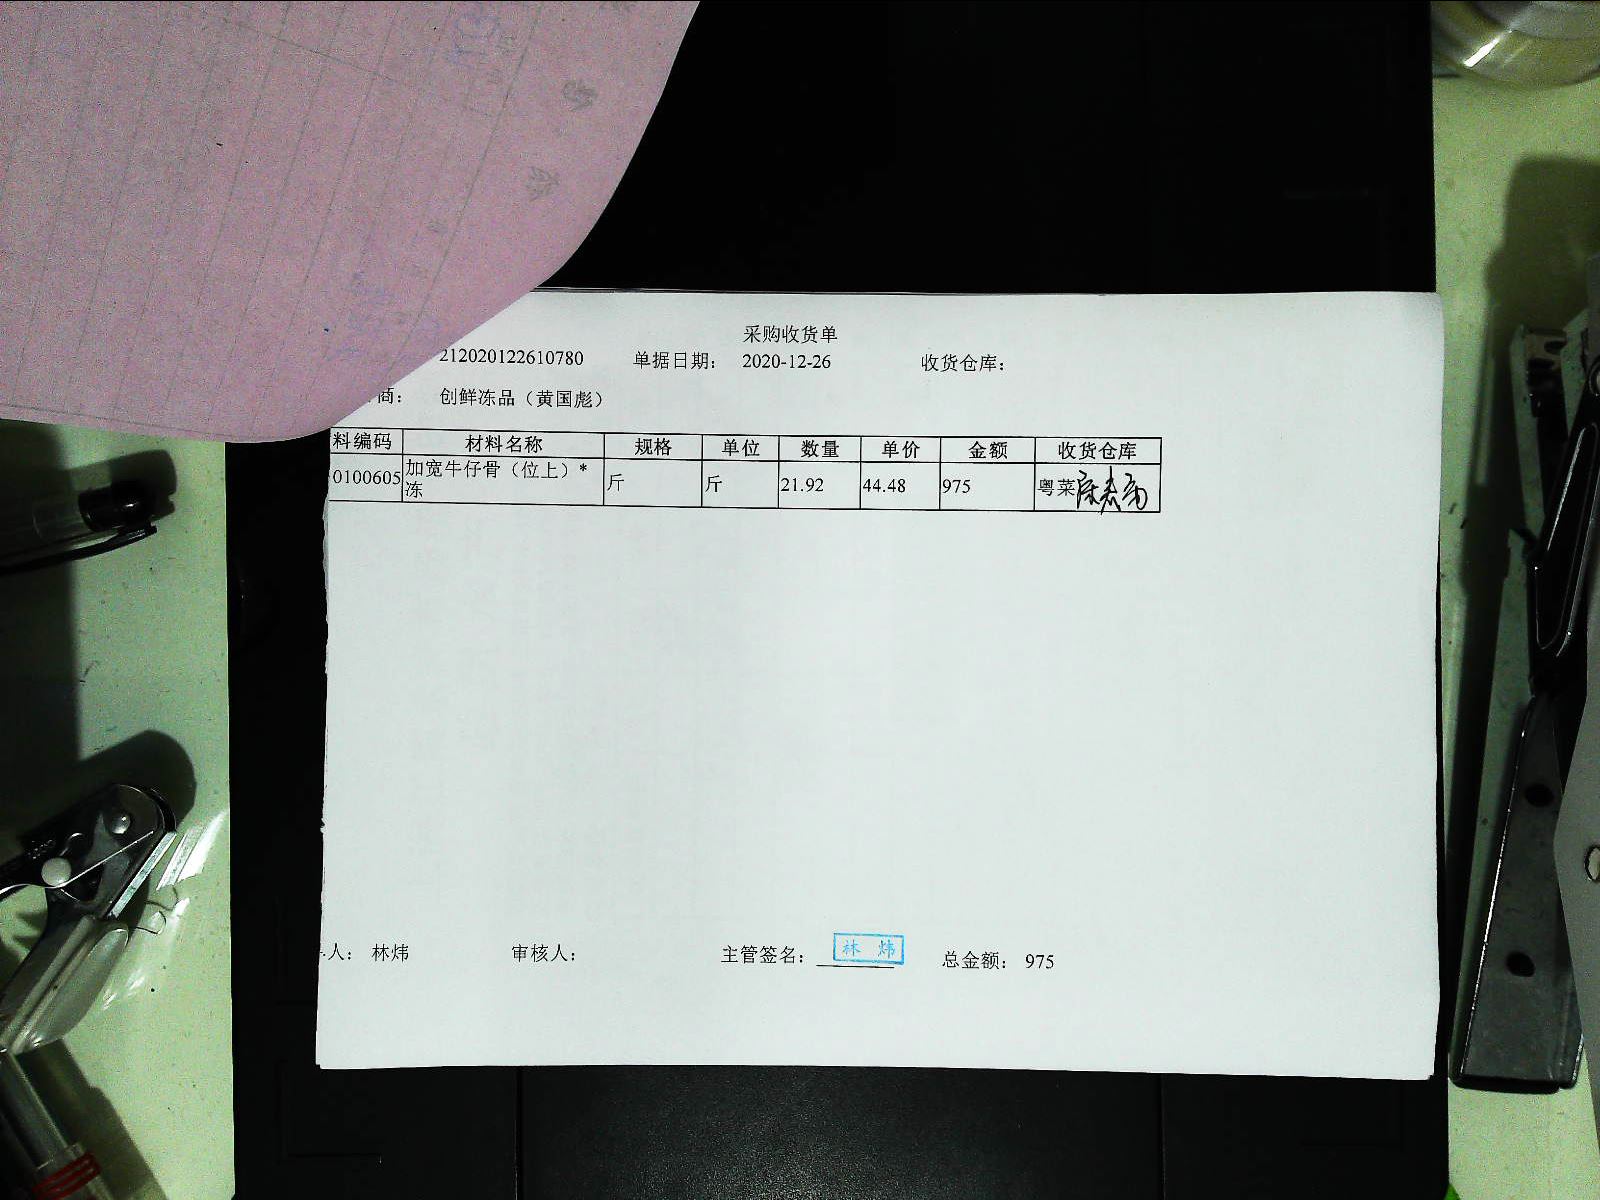 采购收货单
212020122610780 单据日期： 2020-12-26 收货仓库：
商： 创鲜冻品（黄国彪）
料编码 材料名称 规格 单位 数量 单价 金额 收货仓库
0100605 加宽牛仔骨（位上）* 斤 斤 21.92 44.48 975 粤菜
冻
人： 林炜 审核人： 主管签名： 林 炜 总金额： 975